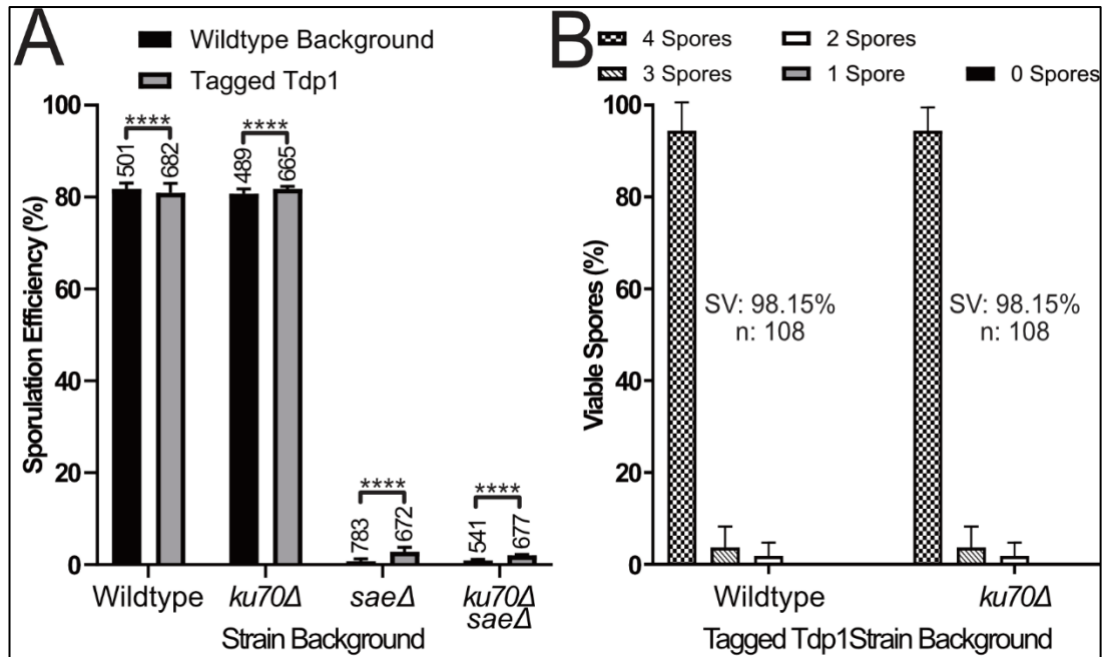 A
Wildtype Background
Tagged Tdp1
Sporulation Efficiency (%)
100
80
60
40
20
0
****
****
****
****
501
682
489
665
783
672
541
677
Wildtype
ku70Δ
saeΔ
ku70Δ
saeΔ
Strain Background
B
4 Spores
2 Spores
3 Spores
1 Spore
0 Spores
Viable Spores (%)
100
80
60
40
20
0
SV: 98.15%
n: 108
SV: 98.15%
n: 108
Wildtype
ku70Δ
Tagged Tdp1Strain Background